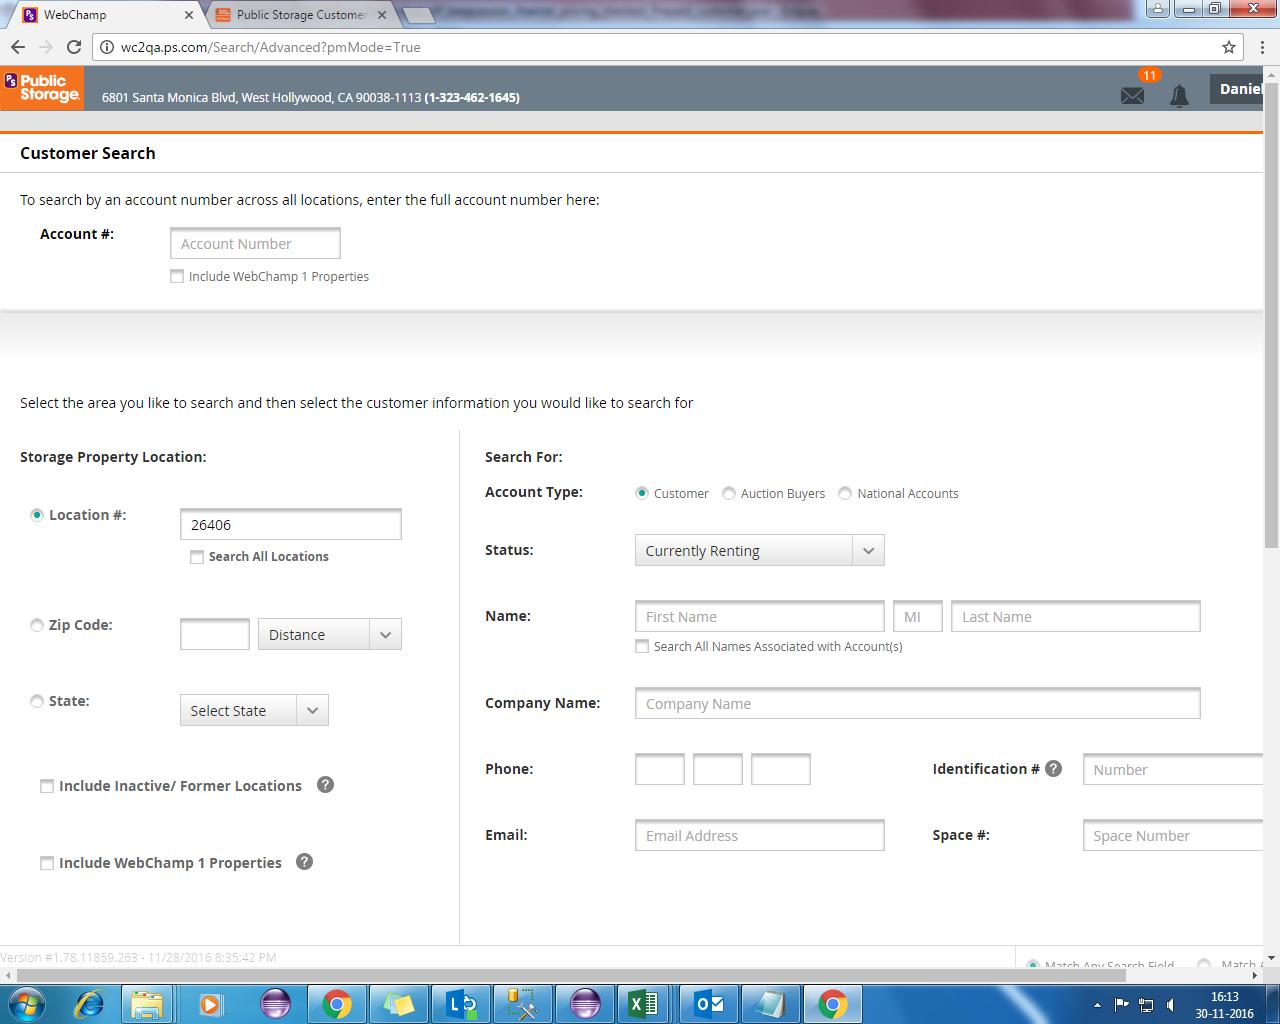 WebChamp
Public Storage Customer
wc2qa.ps.com/Search/Advanced?pmMode=True
PS Public Storage.
6801 Santa Monica Blvd, West Hollywood, CA 90038-1113 (1-323-462-1645)
11
Daniel
Customer Search
To search by an account number across all locations, enter the full account number here:
Account #:
Account Number
Include WebChamp 1 Properties
Select the area you like to search and then select the customer information you would like to search for
Storage Property Location:
Location #:
26406
Search All Locations
Zip Code:
Distance
State:
Select State
Include Inactive/ Former Locations ?
Include WebChamp 1 Properties ?
Search For:
Account Type:
Customer Auction Buyers National Accounts
Status:
Currently Renting
Name:
First Name MI Last Name
Search All Names Associated with Account(s)
Company Name:
Company Name
Phone:
Identification # ?
Number
Email:
Email Address
Space #:
Space Number
Version #1.78.11859.263 - 11/28/2016 8:35:42 PM
Match Any Search Field
Match
16:13
30-11-2016